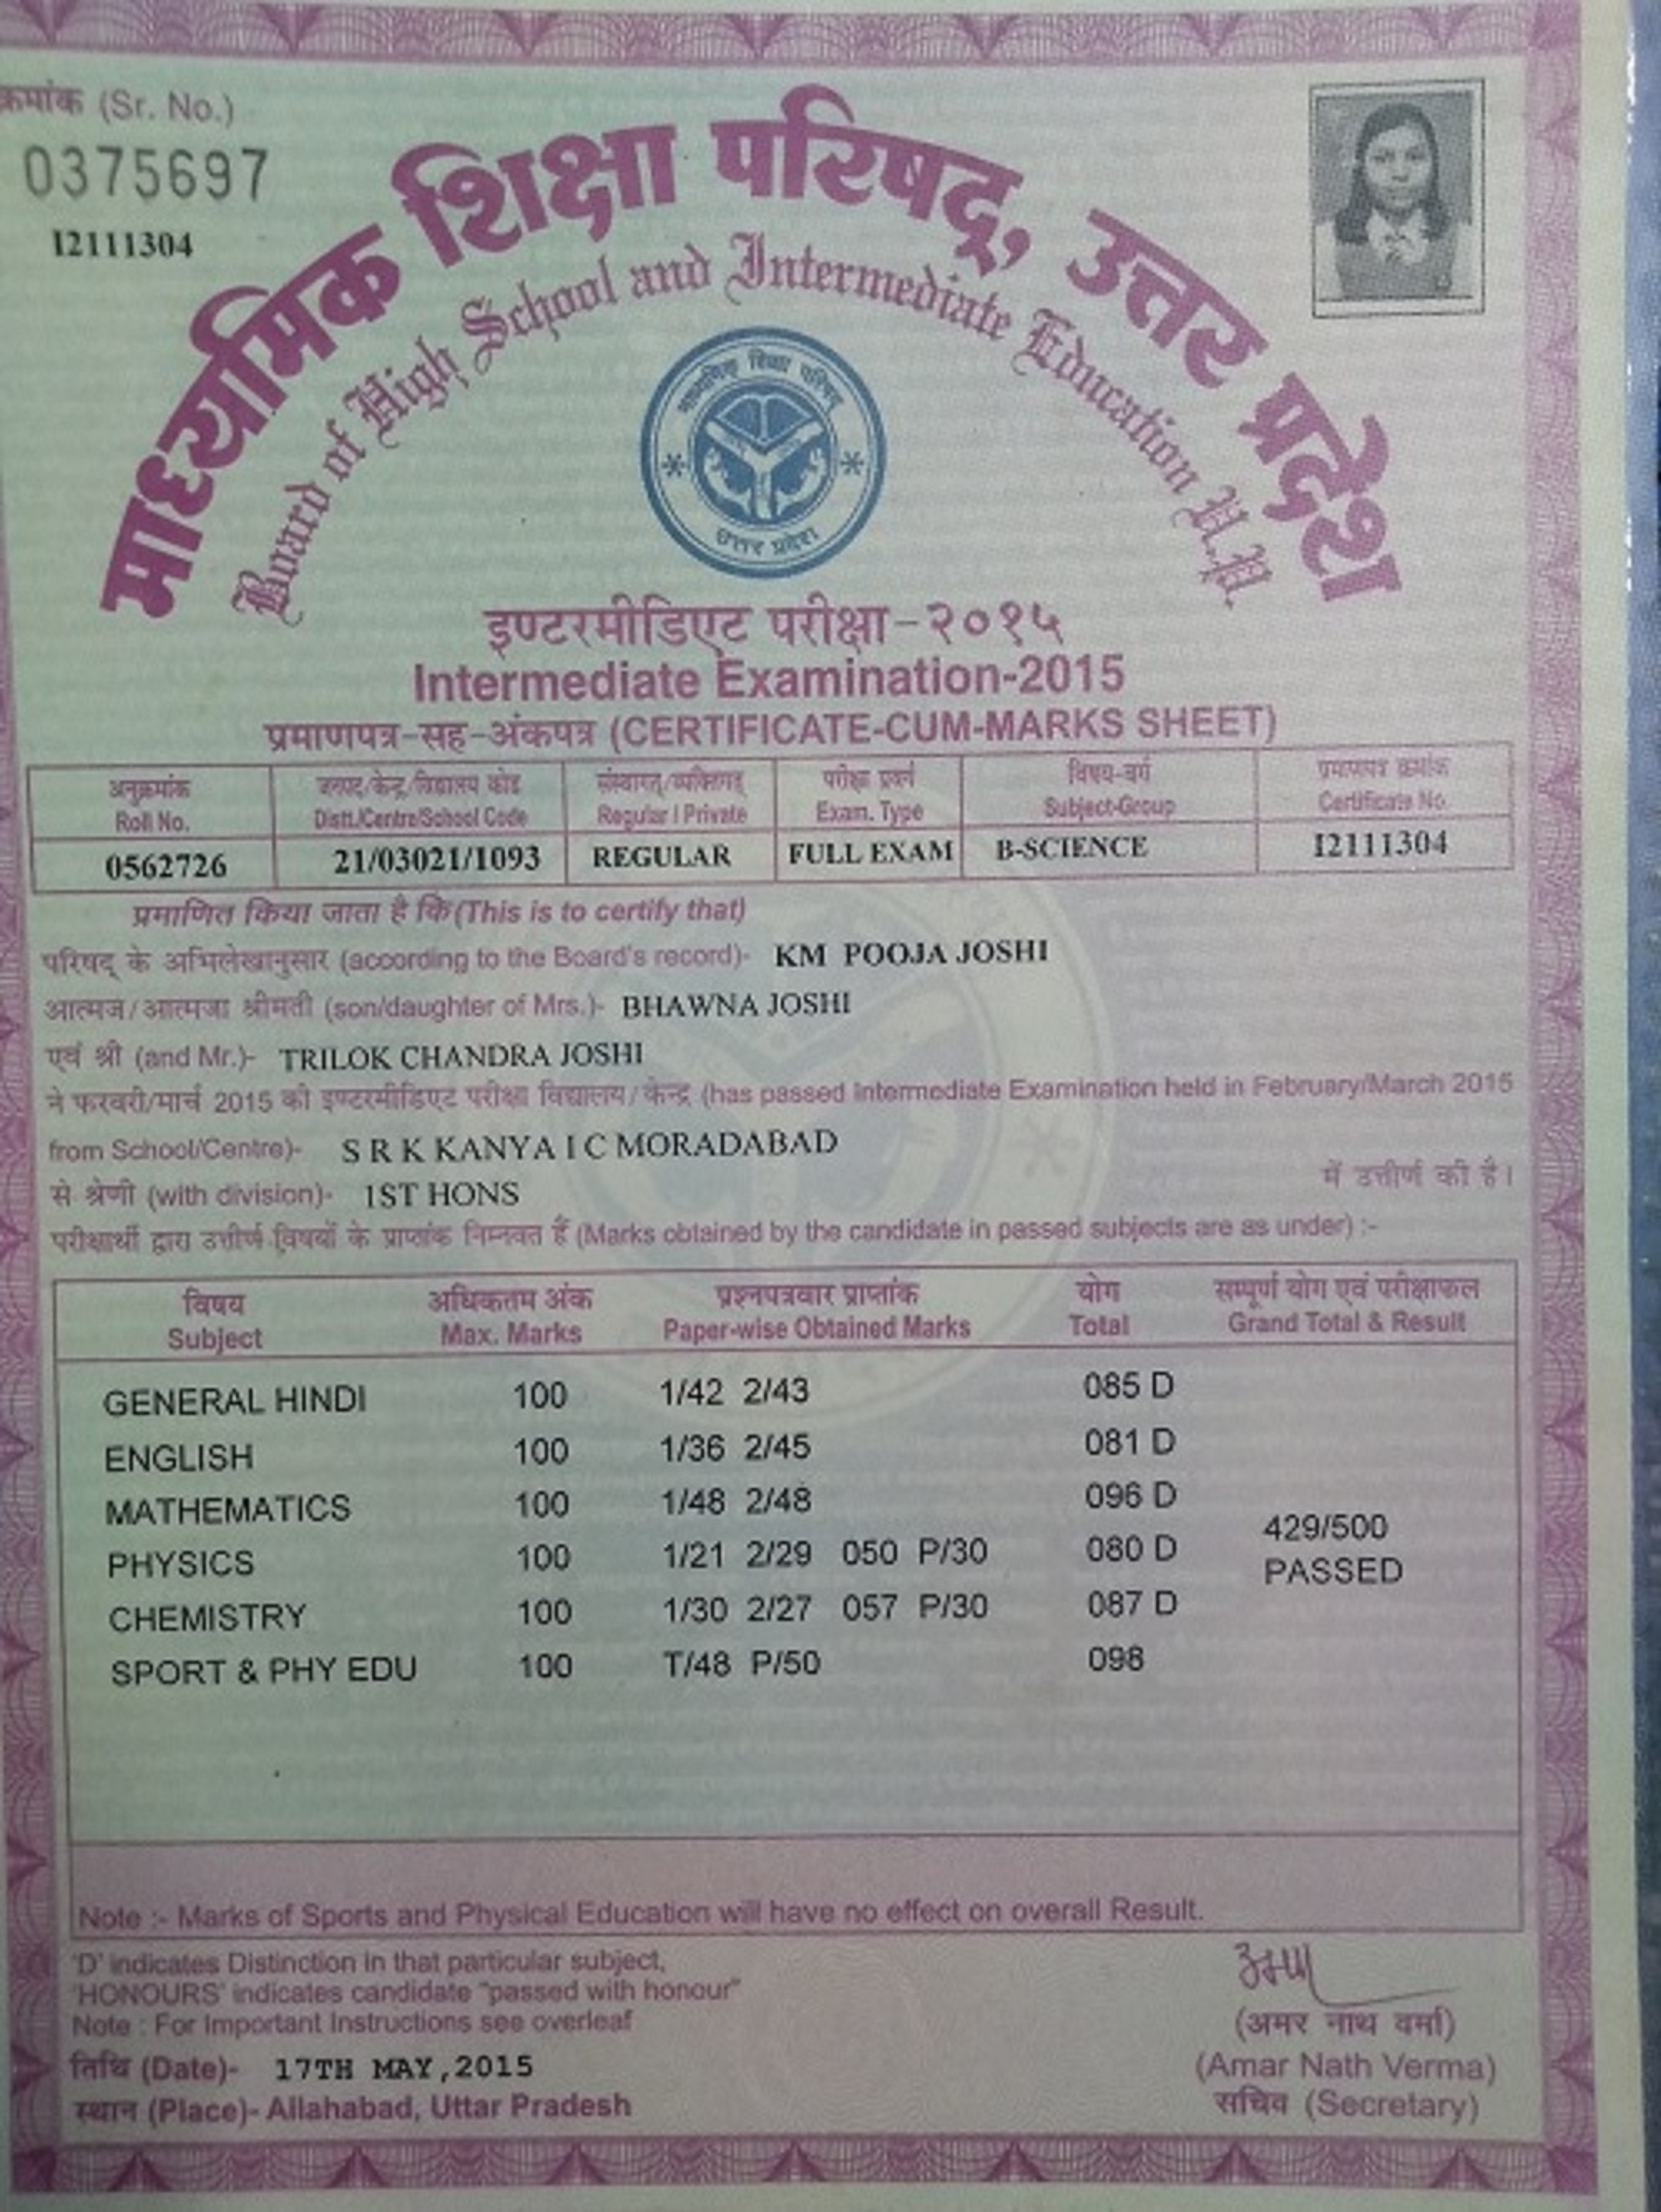 क्रमांक (Sr. No.)
0375697
I2111304
माध्यमिक शिक्षा परिषद्, उत्तर प्रदेश
Board of High School and Intermediate Education U.P.
माध्यमिक शिक्षा परिषद्
उत्तर प्रदेश
इण्टरमीडिएट परीक्षा-२०१५
Intermediate Examination-2015
प्रमाणपत्र-सह-अंकपत्र (CERTIFICATE-CUM-MARKS SHEET)
अनुक्रमांक जनपद/केन्द्र/विद्यालय कोड संस्थागत/व्यक्तिगत परीक्षा प्रकार विषय-वर्ग प्रमाणपत्र क्रमांक
Roll No. Distt./Centre/School Code Regular / Private Exam. Type Subject-Group Certificate No.
0562726 21/03021/1093 REGULAR FULL EXAM B-SCIENCE I2111304
प्रमाणित किया जाता है कि (This is to certify that)
परिषद् के अभिलेखानुसार (according to the Board's record)- KM POOJA JOSHI
आत्मज/आत्मजा श्रीमती (son/daughter of Mrs.)- BHAWNA JOSHI
एवं श्री (and Mr.)- TRILOK CHANDRA JOSHI
ने फरवरी/मार्च 2015 की इण्टरमीडिएट परीक्षा विद्यालय/केन्द्र (has passed Intermediate Examination held in February/March 2015
from School/Centre)- S R K KANYA I C MORADABAD
से श्रेणी (with division)- 1ST HONS में उत्तीर्ण की है।
परीक्षार्थी द्वारा उत्तीर्ण विषयों के प्राप्तांक निम्नवत हैं (Marks obtained by the candidate in passed subjects are as under) :-
विषय अधिकतम अंक प्रश्नपत्रवार प्राप्तांक योग सम्पूर्ण योग एवं परीक्षाफल
Subject Max. Marks Paper-wise Obtained Marks Total Grand Total & Result
GENERAL HINDI 100 1/42 2/43 085 D
ENGLISH 100 1/36 2/45 081 D
MATHEMATICS 100 1/48 2/48 096 D
429/500
PHYSICS 100 1/21 2/29 050 P/30 080 D
PASSED
CHEMISTRY 100 1/30 2/27 057 P/30 087 D
SPORT & PHY EDU 100 T/48 P/50 098
Note :- Marks of Sports and Physical Education will have no effect on overall Result.
'D' indicates Distinction in that particular subject,
'HONOURS' indicates candidate "passed with honour"
Note : For Important Instructions see overleaf
(अमर नाथ वर्मा)
तिथि (Date)- 17TH MAY,2015
(Amar Nath Verma)
स्थान (Place)- Allahabad, Uttar Pradesh
सचिव (Secretary)